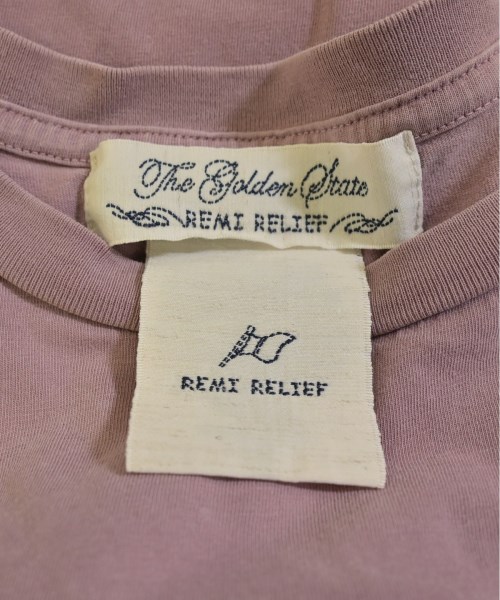 The Golden State
REMI RELIEF
REMI RELIEF